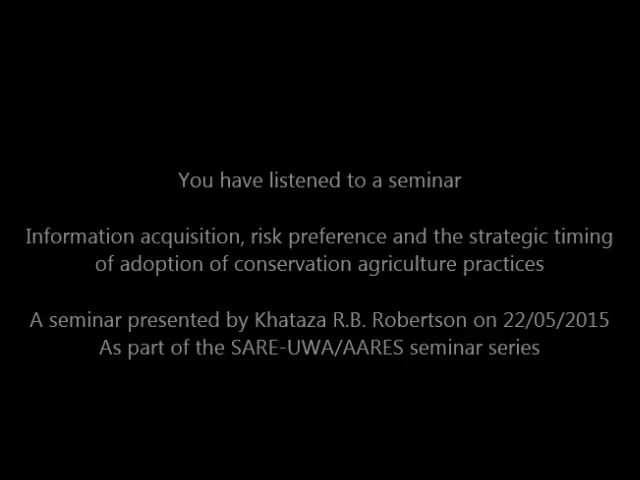 You have listened to a seminar
Information acquisition, risk preference and the strategic timing
of adoption of conservation agriculture practices
A seminar presented by Khataza R.B. Robertson on 22/05/2015
As part of the SARE-UWA/AARES seminar series